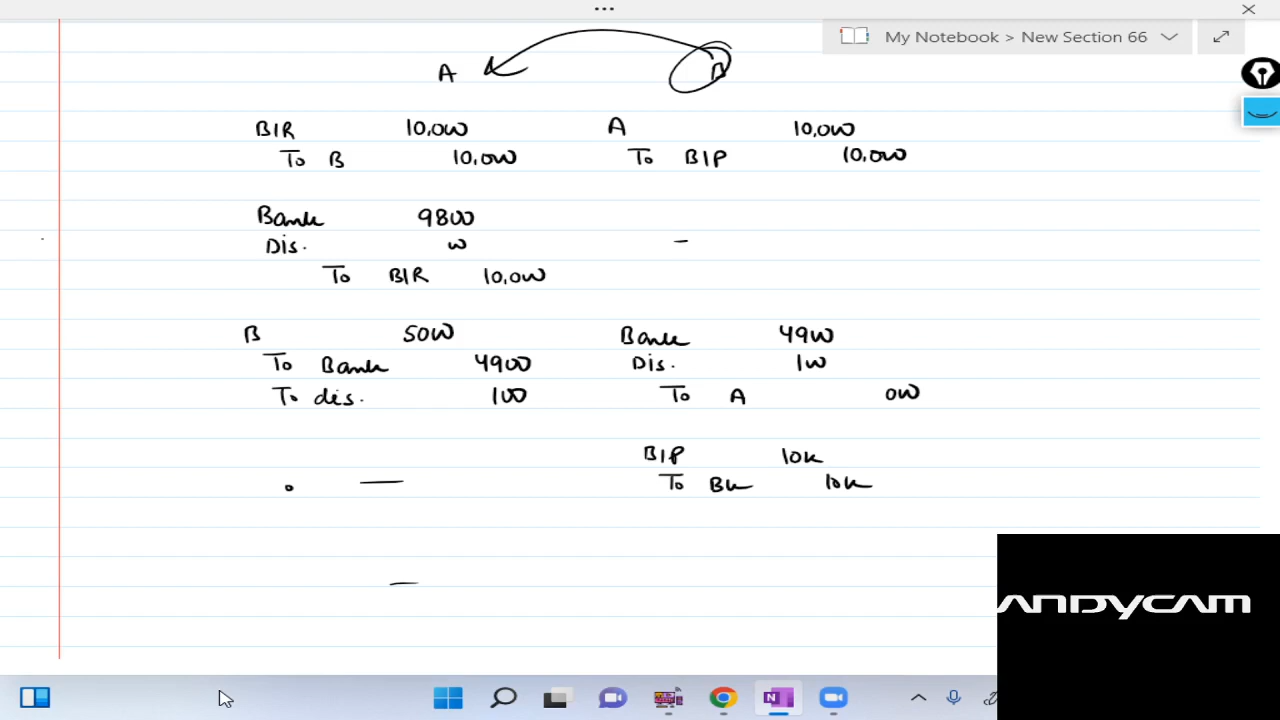 ...
My Notebook > New Section 66
A B
B/R 10,000 A 10,000
To B 10,000 To B/P 10,000
Bank 9800
Dis.
To B/R 10,000
B 5000 Bank 4900
To Bank 4900 Dis. 100
To dis. 100 To A
B/P 10k
To Bk 10k
ANDYCAM